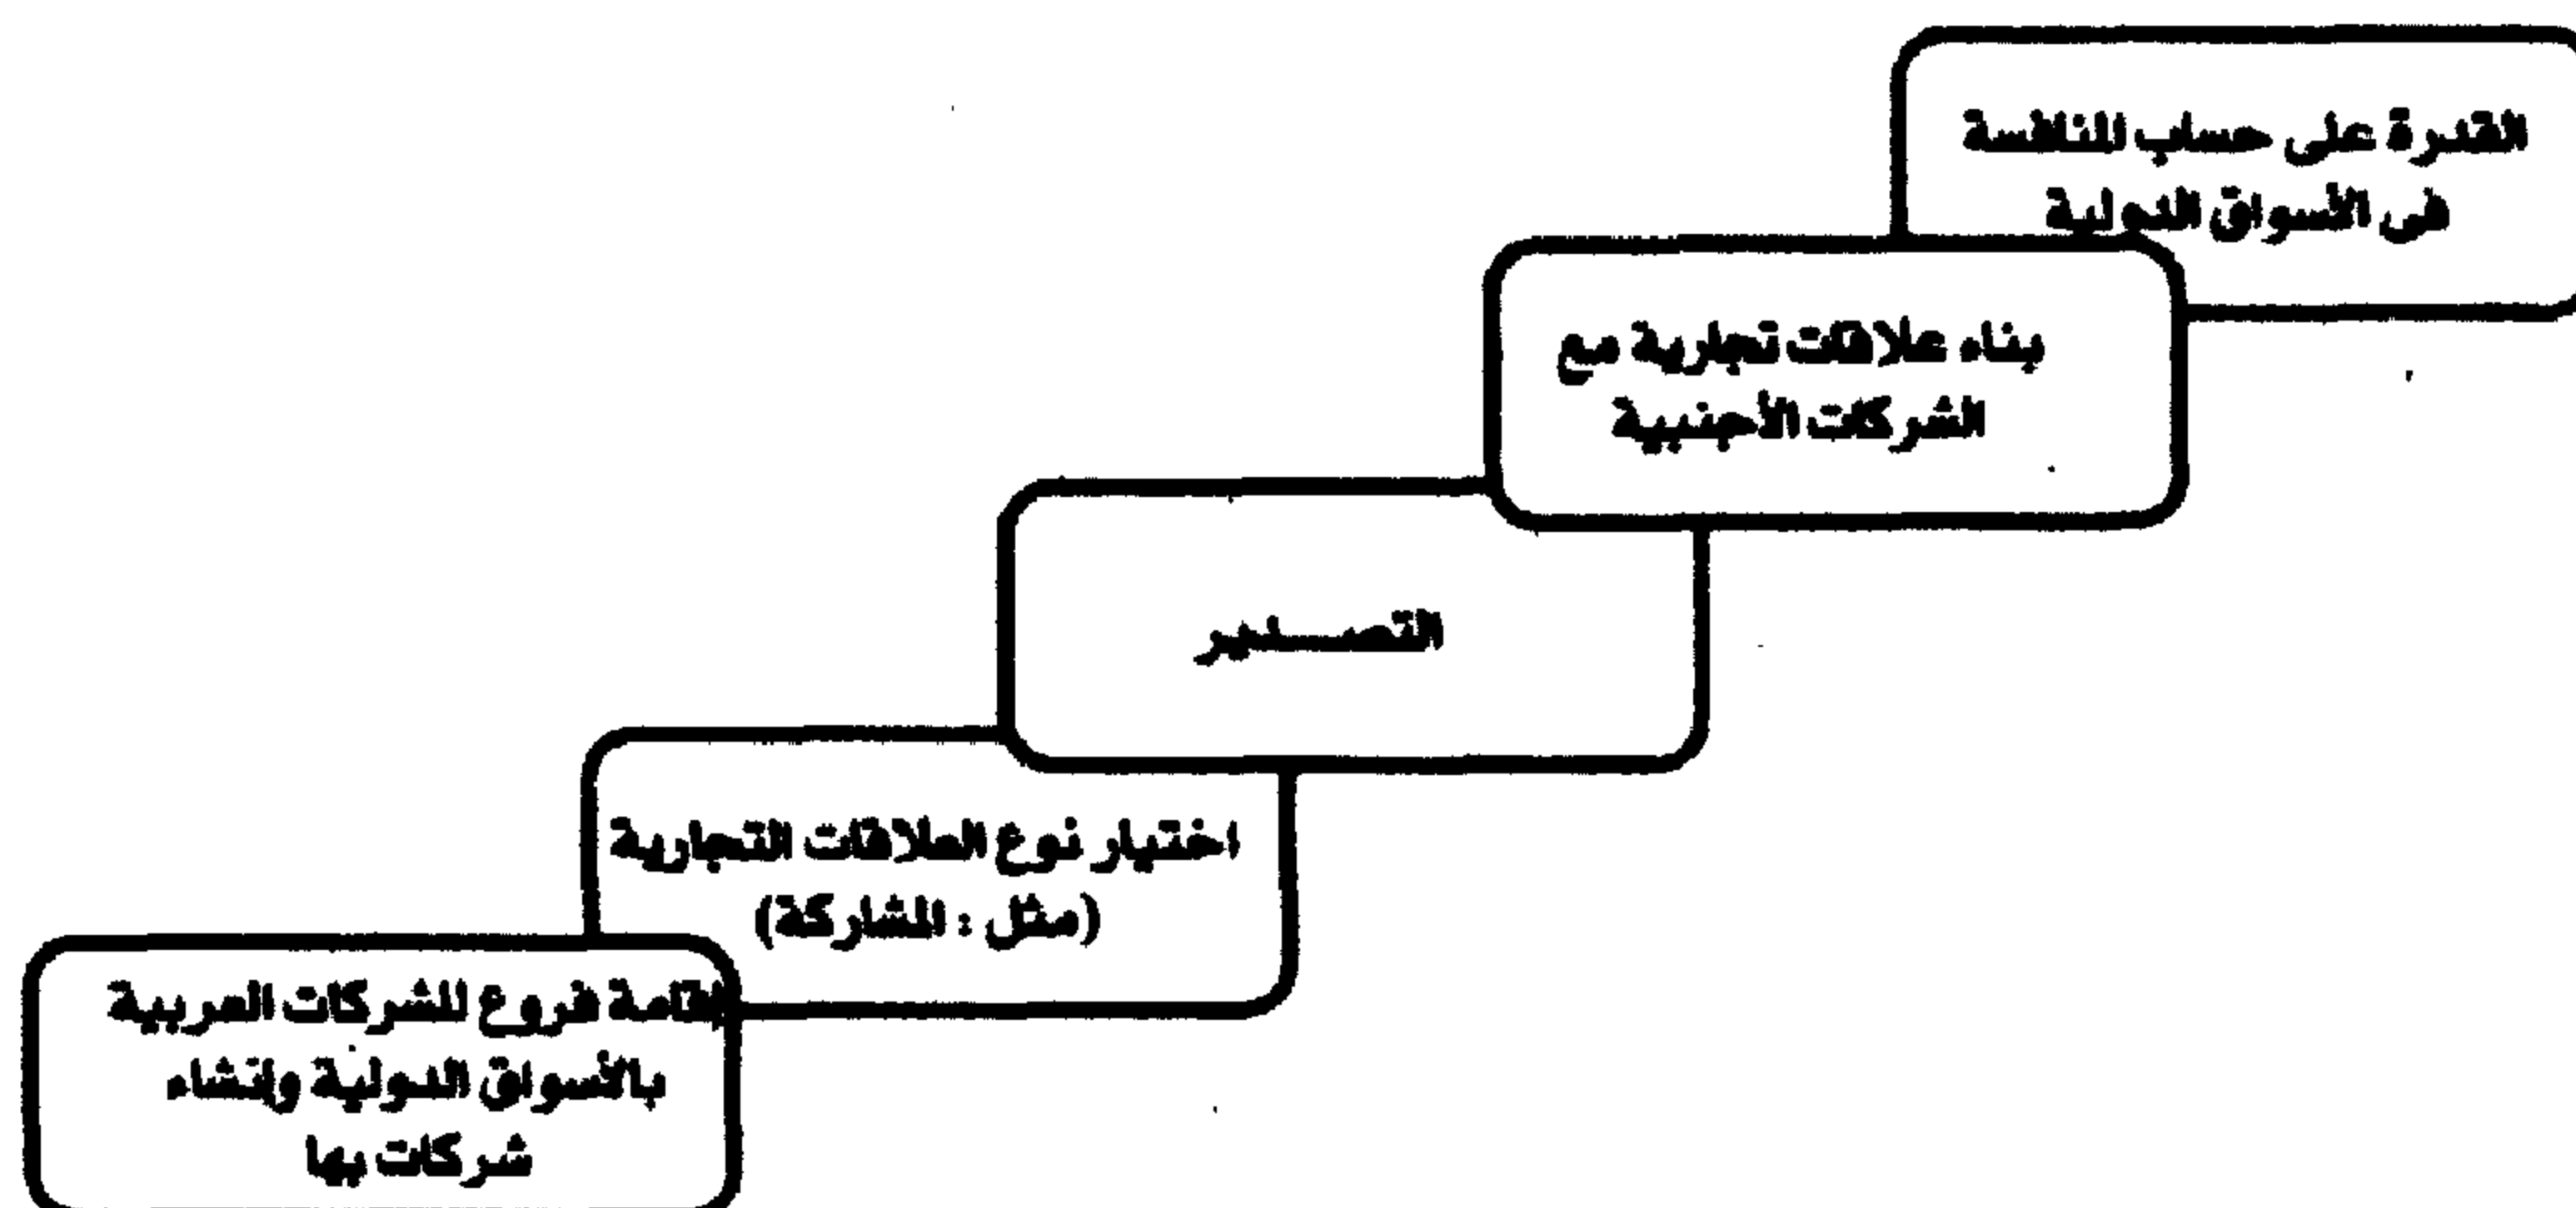 القدرة على حساب المنافسة
فى الأسواق الدولية
بناء علاقات تجارية مع
الشركات الأجنبية
التصـــدير
اختيار نوع العلاقات التجارية
(مثل : المشاركة)
إقامة فروع للشركات العربية
بالأسواق الدولية وإنشاء
شركات بها